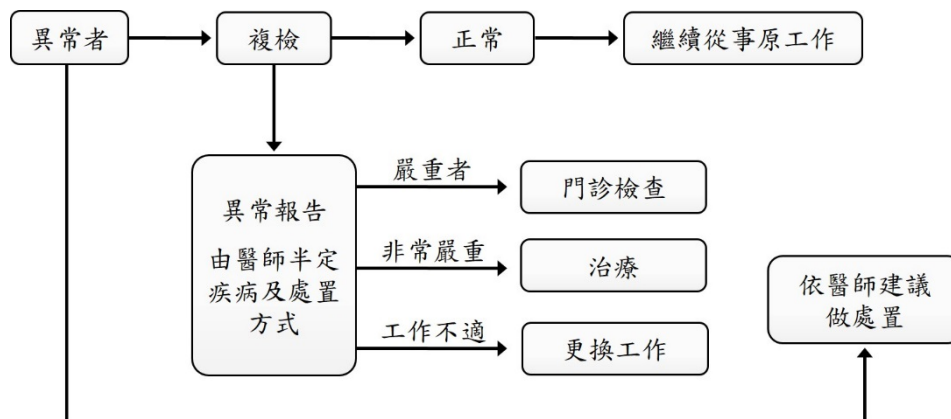 異常者
複檢
正常
繼續從事原工作
異常報告
由醫師半定
疾病及處置
方式
嚴重者
門診檢查
非常嚴重
治療
工作不適
更換工作
依醫師建議
做處置